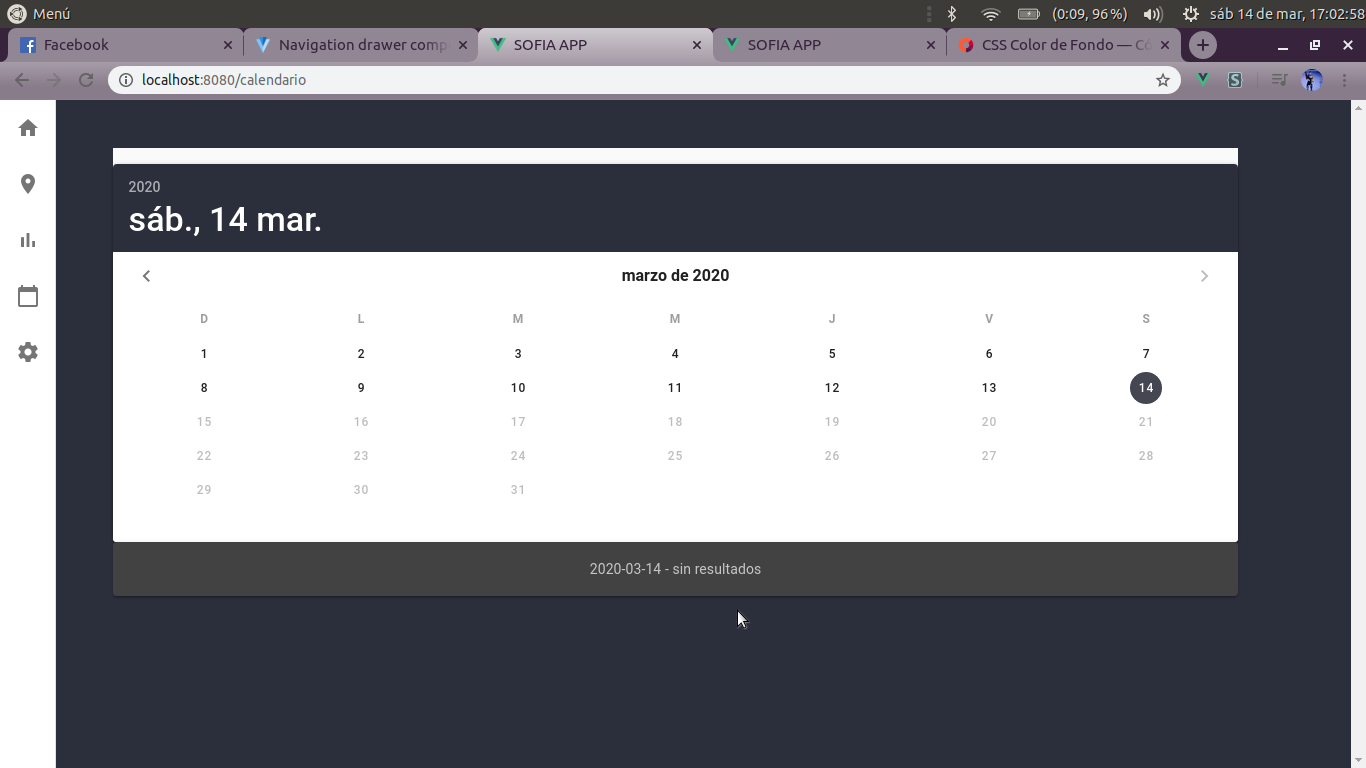 Menú (0:09, 96%) sáb 14 de mar, 17:02:58
Facebook Navigation drawer comp SOFIA APP SOFIA APP CSS Color de Fondo — Có
localhost:8080/calendario
2020
sáb., 14 mar.
marzo de 2020
D L M M J V S
1 2 3 4 5 6 7
8 9 10 11 12 13 14
15 16 17 18 19 20 21
22 23 24 25 26 27 28
29 30 31
2020-03-14 - sin resultados